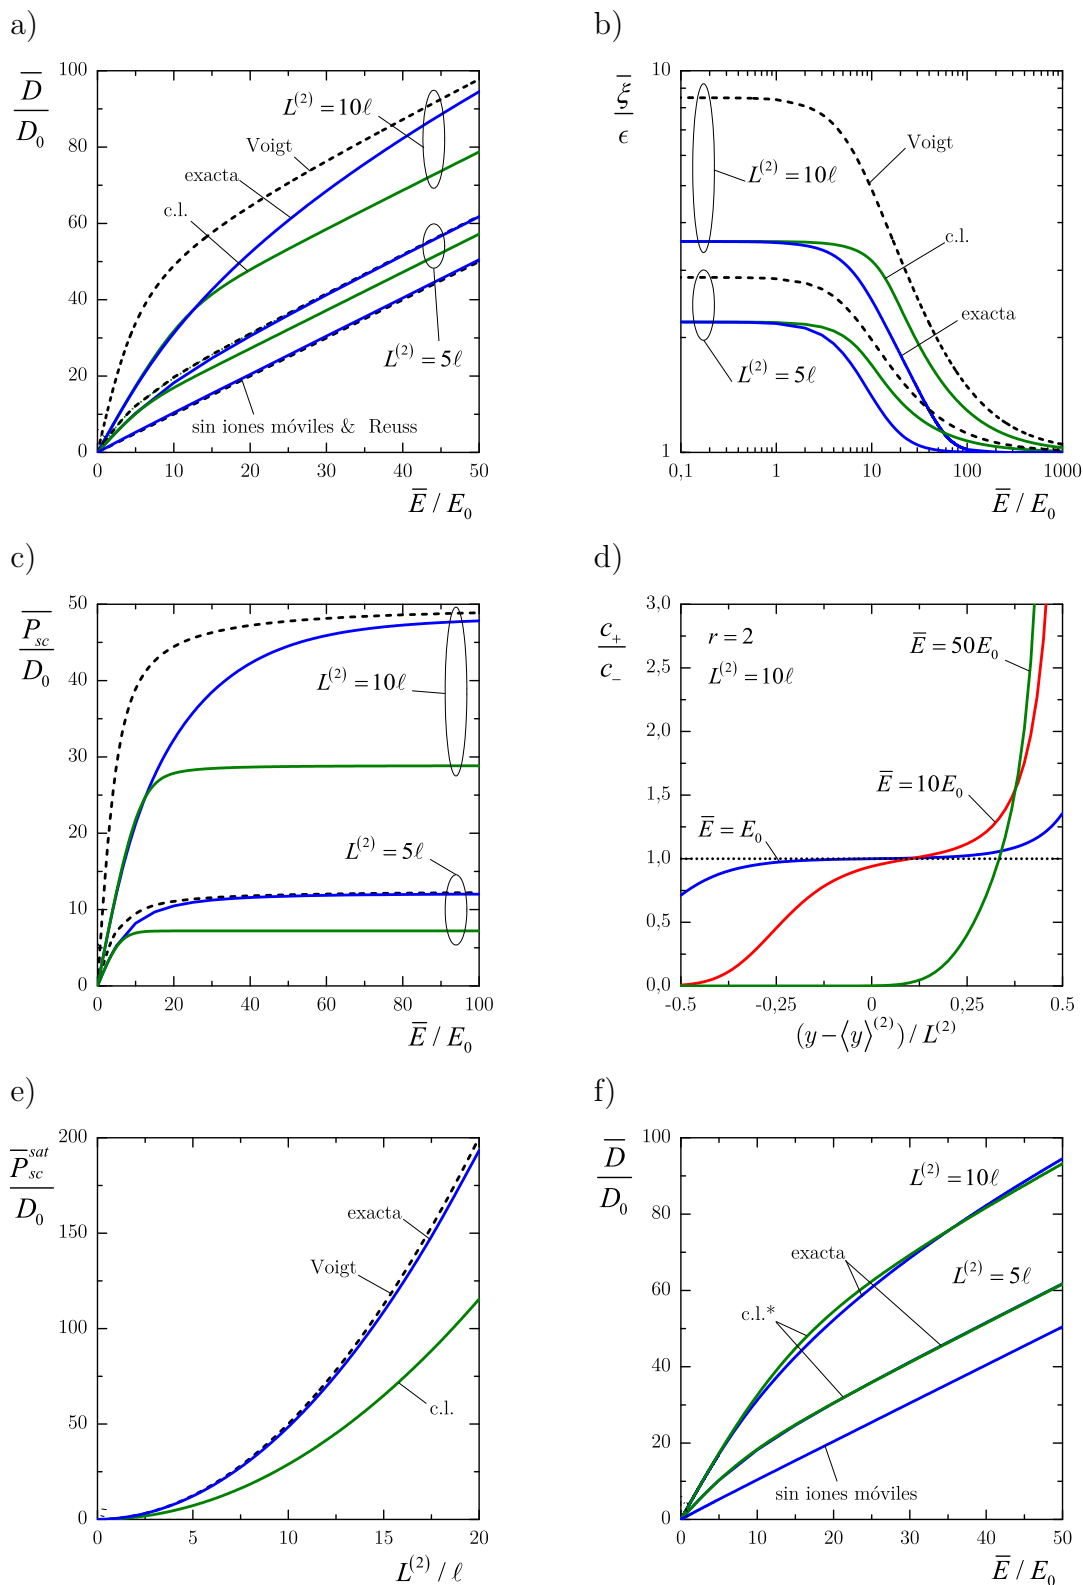 a)
D̅/D₀
100
80
60
40
20
0
0 10 20 30 40 50
E̅ / E₀
L⁽²⁾ = 10ℓ
Voigt
exacta
c.l.
L⁽²⁾ = 5ℓ
sin iones móviles & Reuss
b)
ξ̅/ϵ
10
1
0,1 1 10 100 1000
E̅ / E₀
Voigt
L⁽²⁾ = 10ℓ
c.l.
exacta
L⁽²⁾ = 5ℓ
c)
P̅_sc/D₀
50
40
30
20
10
0
0 20 40 60 80 100
E̅ / E₀
L⁽²⁾ = 10ℓ
L⁽²⁾ = 5ℓ
d)
c₊/c₋
3,0
2,5
2,0
1,5
1,0
0,5
0,0
-0.5 -0,25 0 0,25 0.5
(y − ⟨y⟩⁽²⁾) / L⁽²⁾
r = 2
L⁽²⁾ = 10ℓ
E̅ = 50E₀
E̅ = 10E₀
E̅ = E₀
e)
P̅_sc^sat/D₀
200
150
100
50
0
0 5 10 15 20
L⁽²⁾ / ℓ
exacta
Voigt
c.l.
f)
D̅/D₀
100
80
60
40
20
0
0 10 20 30 40 50
E̅ / E₀
L⁽²⁾ = 10ℓ
exacta
L⁽²⁾ = 5ℓ
c.l.*
sin iones móviles